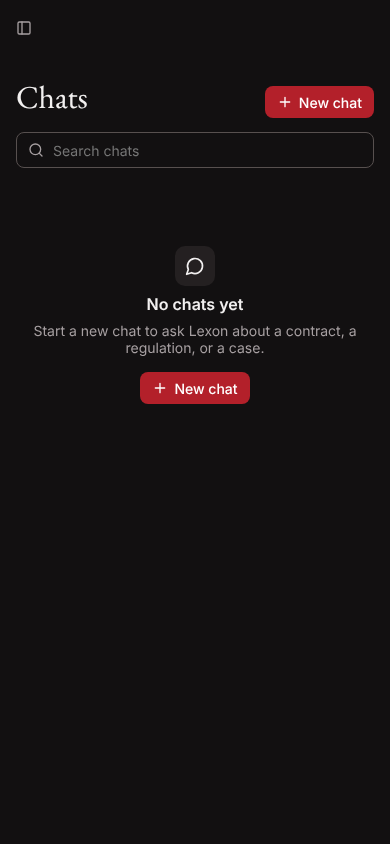 Chats
New chat
Search chats
No chats yet
Start a new chat to ask Lexon about a contract, a
regulation, or a case.
New chat